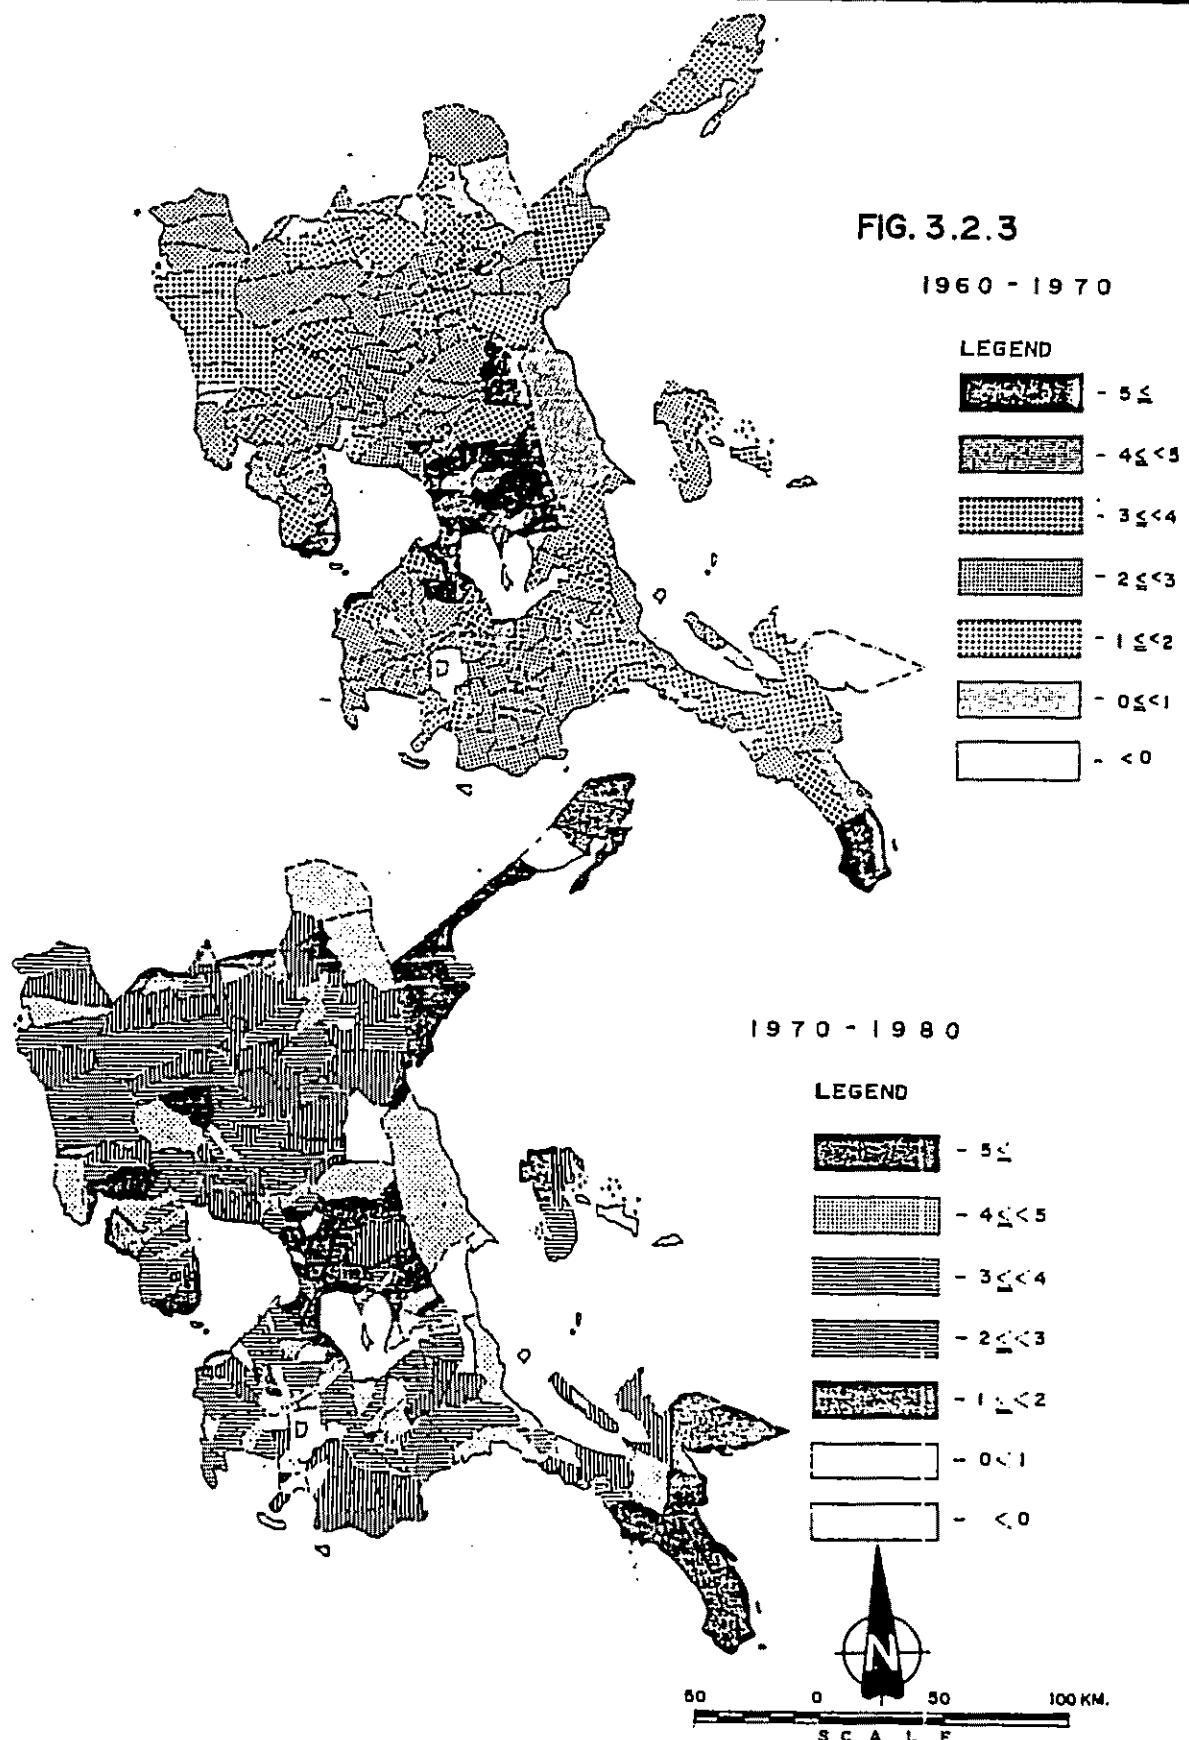 FIG. 3.2.3
1960 - 1970
LEGEND
- 5 ≤
- 4 ≤ < 5
- 3 ≤ < 4
- 2 ≤ < 3
- 1 ≤ < 2
- 0 ≤ < 1
- < 0
1970 - 1980
LEGEND
- 5 ≤
- 4 ≤ < 5
- 3 ≤ < 4
- 2 ≤ < 3
- 1 ≤ < 2
- 0 < 1
- < 0
N
50 0 50 100 KM.
SCALE